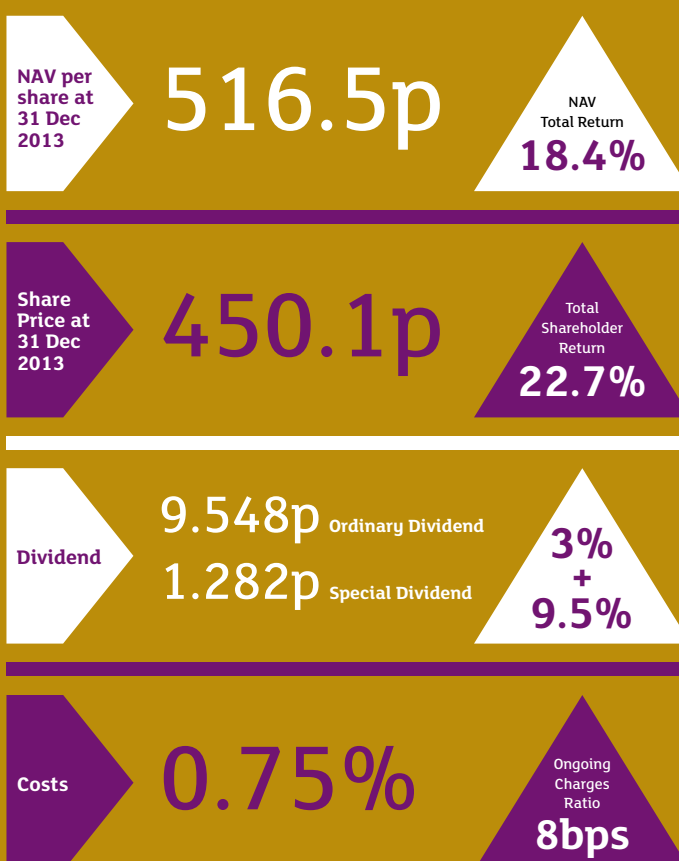 NAV per
share at
31 Dec
2013
516.5p
NAV
Total Return
18.4%
Share
Price at
31 Dec
2013
450.1p
Total
Shareholder
Return
22.7%
Dividend
9.548p Ordinary Dividend
1.282p Special Dividend
3%
+
9.5%
Costs
0.75%
Ongoing
Charges
Ratio
8bps